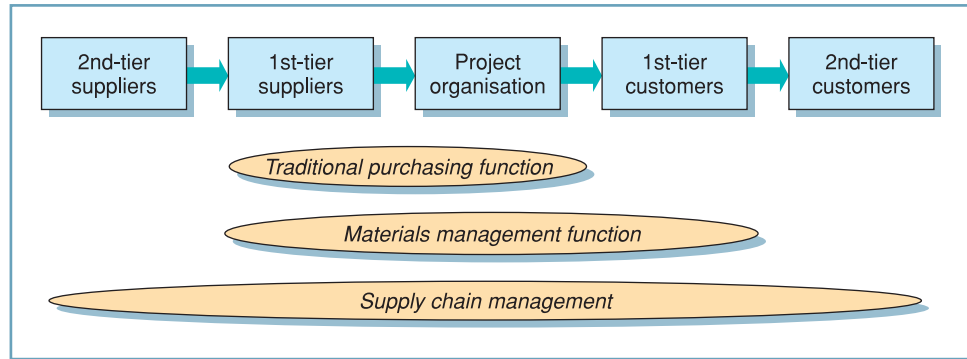 2nd-tier
suppliers
1st-tier
suppliers
Project
organisation
1st-tier
customers
2nd-tier
customers
Traditional purchasing function
Materials management function
Supply chain management